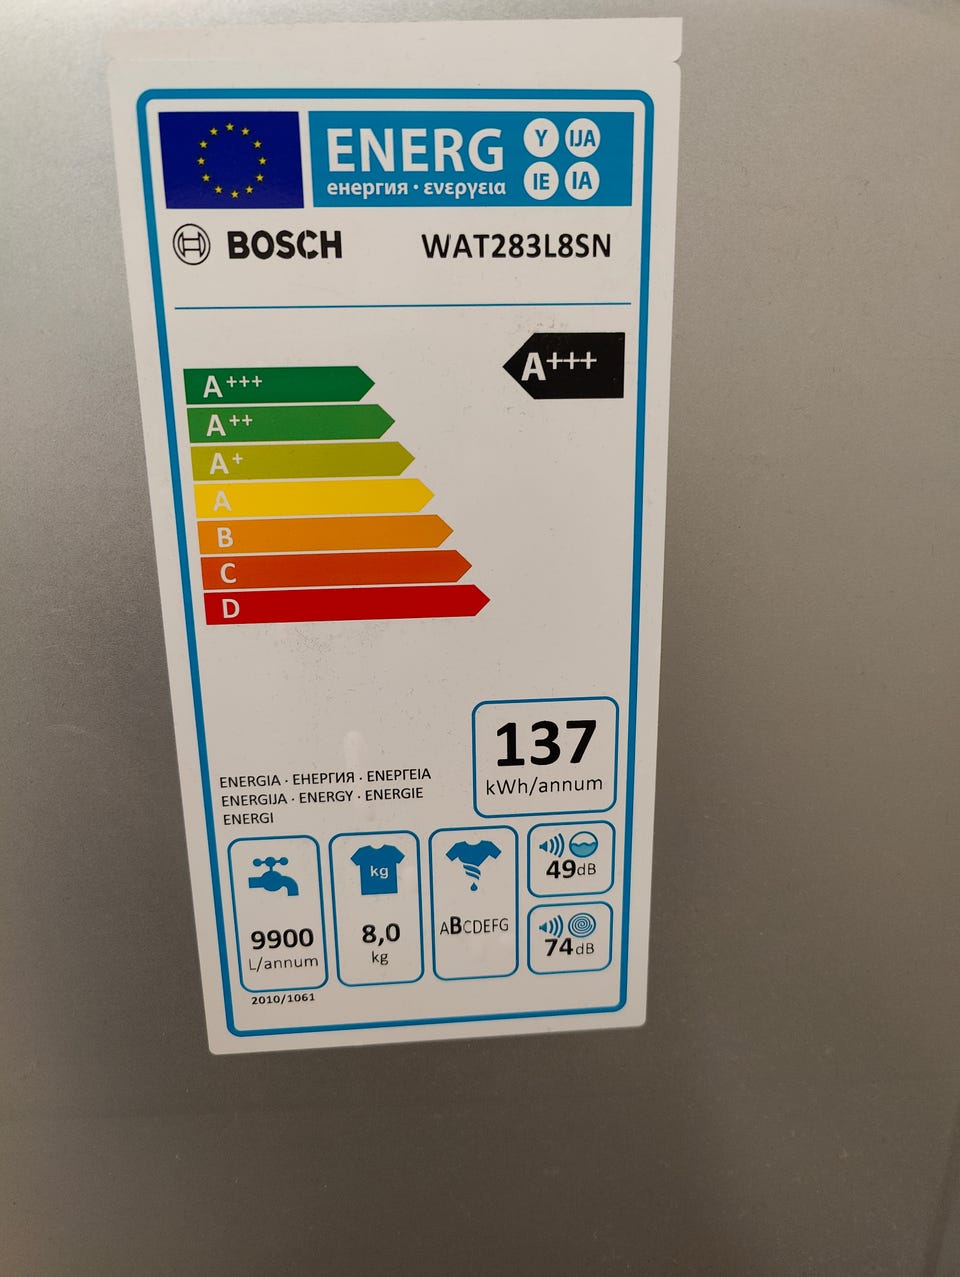 ENERG
енергия · ενεργεια
Y IJA
IE IA
BOSCH WAT283L8SN
A+++
A+++
A++
A+
A
B
C
D
137
kWh/annum
ENERGIA · ЕНЕРГИЯ · ΕΝΕΡΓΕΙΑ
ENERGIJA · ENERGY · ENERGIE
ENERGI
9900
L/annum
kg
8,0
kg
ABCDEFG
49dB
74dB
2010/1061